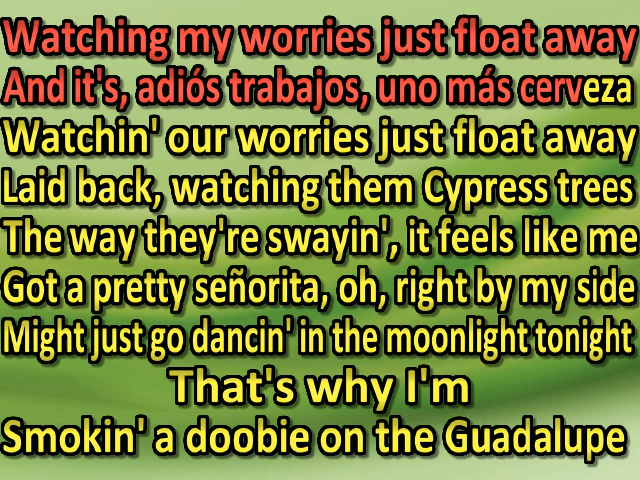 Watching my worries just float away
And it's, adiós trabajos, uno más cerveza
Watchin' our worries just float away
Laid back, watching them Cypress trees
The way they're swayin', it feels like me
Got a pretty señorita, oh, right by my side
Might just go dancin' in the moonlight tonight
That's why I'm
Smokin' a doobie on the Guadalupe